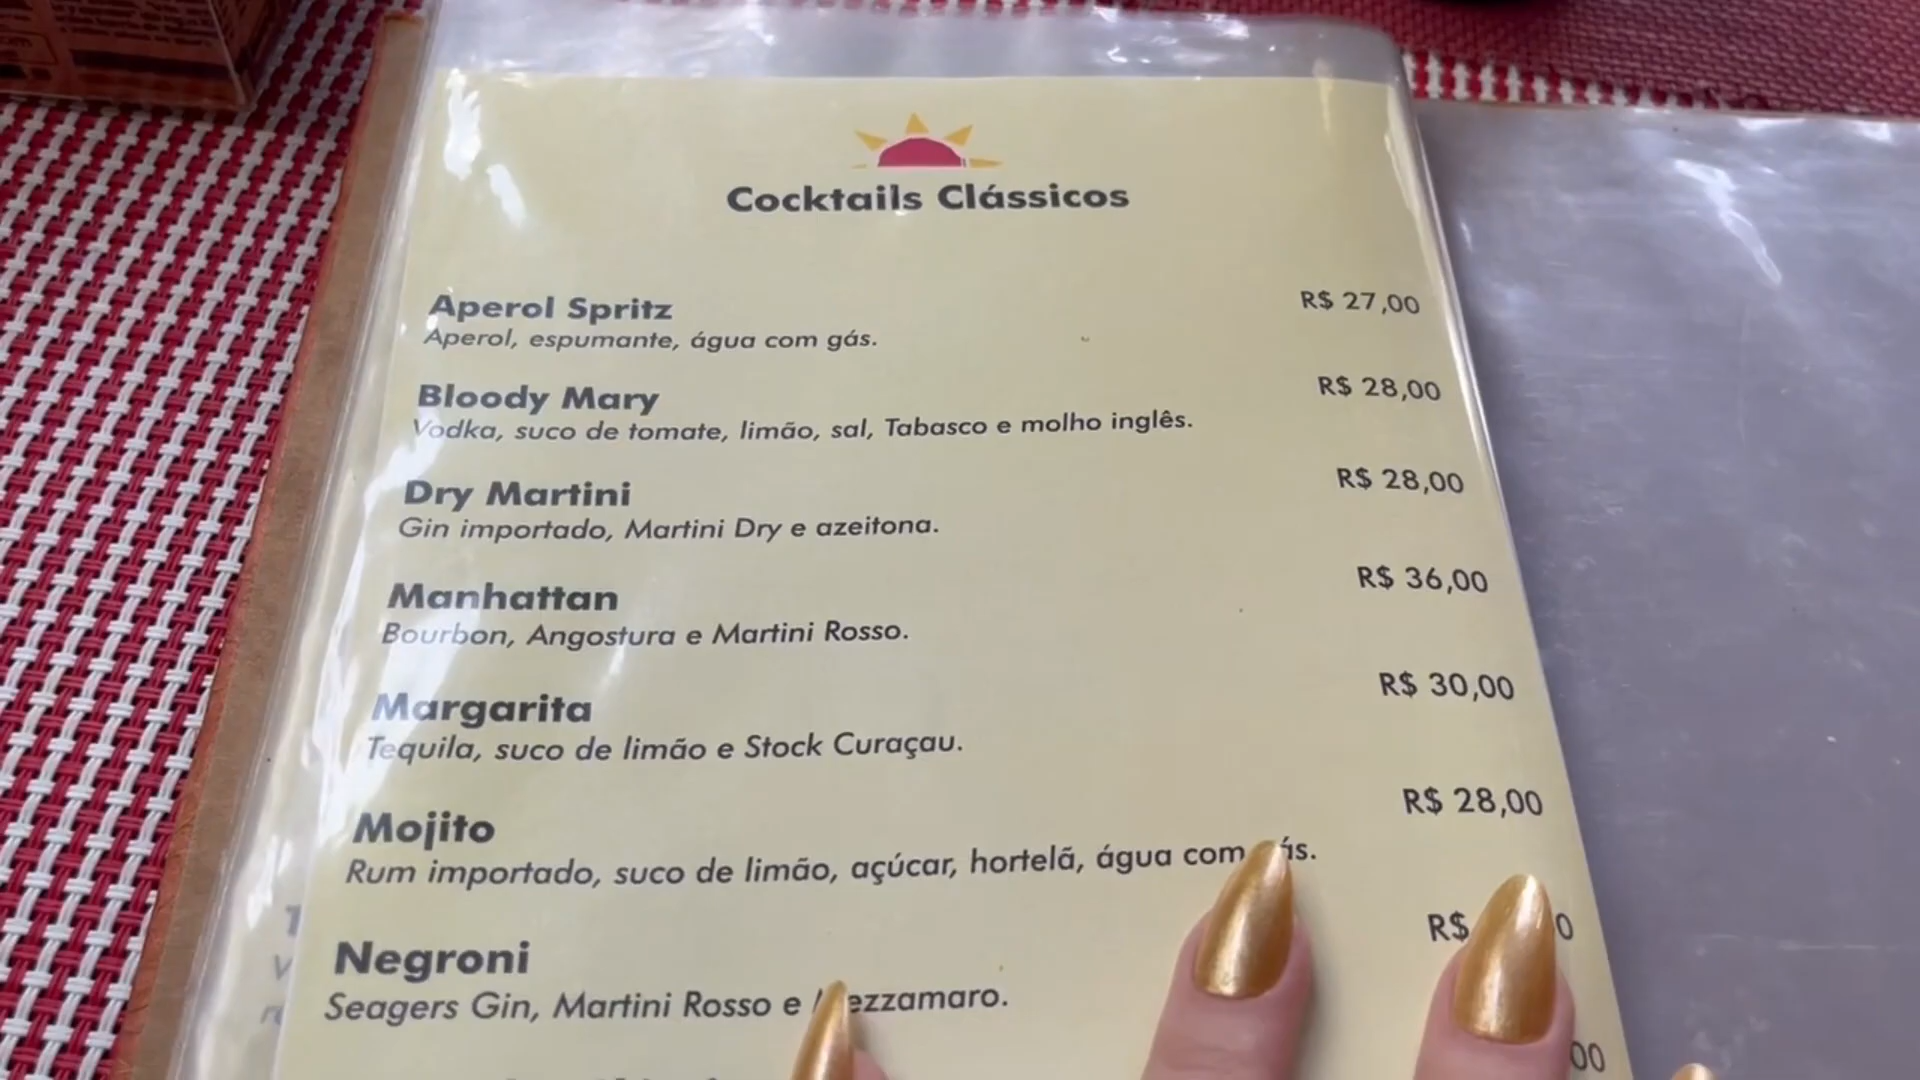 Cocktails Clássicos
Aperol Spritz R$ 27,00
Aperol, espumante, água com gás.
Bloody Mary R$ 28,00
Vodka, suco de tomate, limão, sal, Tabasco e molho inglês.
Dry Martini R$ 28,00
Gin importado, Martini Dry e azeitona.
Manhattan R$ 36,00
Bourbon, Angostura e Martini Rosso.
Margarita R$ 30,00
Tequila, suco de limão e Stock Curaçau.
Mojito R$ 28,00
Rum importado, suco de limão, açúcar, hortelã, água com gás.
Negroni R$
Seagers Gin, Martini Rosso e Mezzamaro.